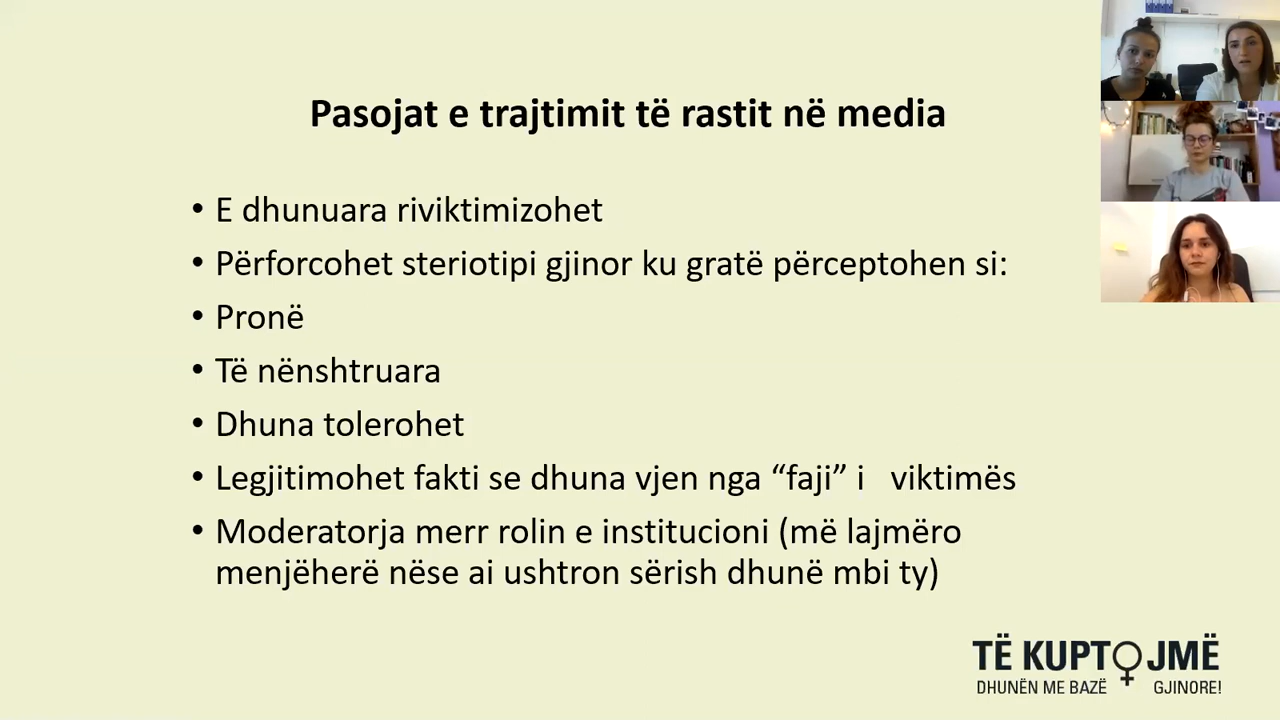 Pasojat e trajtimit të rastit në media
• E dhunuara riviktimizohet
• Përforcohet steriotipi gjinor ku gratë përceptohen si:
• Pronë
• Të nënshtruara
• Dhuna tolerohet
• Legjitimohet fakti se dhuna vjen nga “faji” i viktimës
• Moderatorja merr rolin e institucioni (më lajmëro
menjëherë nëse ai ushtron sërish dhunë mbi ty)
TË KUPTOJMË
DHUNËN ME BAZË GJINORE!